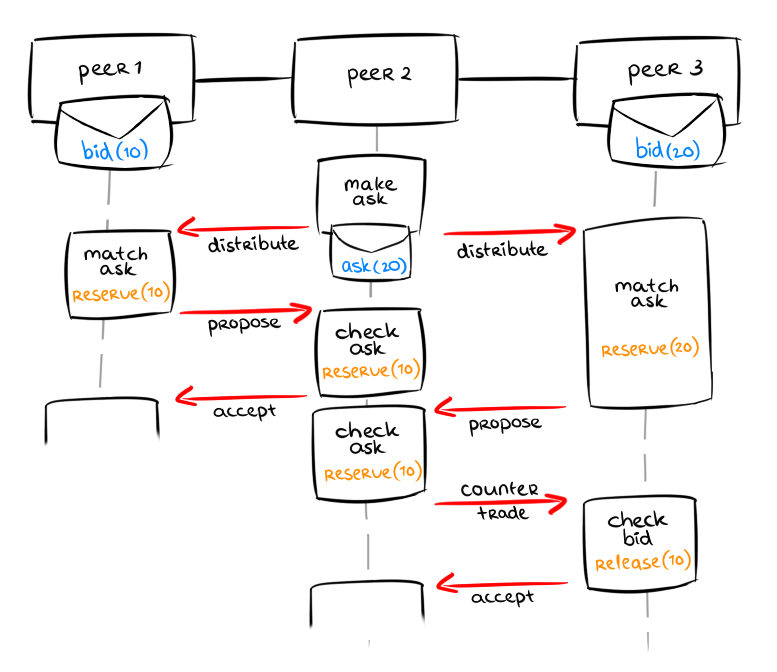 peer 1
peer 2
peer 3
bid(10)
bid(20)
make
ask
distribute
ask(20)
distribute
match
ask
reserve(10)
match
ask
reserve(20)
propose
check
ask
reserve(10)
accept
propose
check
ask
reserve(10)
counter
trade
check
bid
release(10)
accept